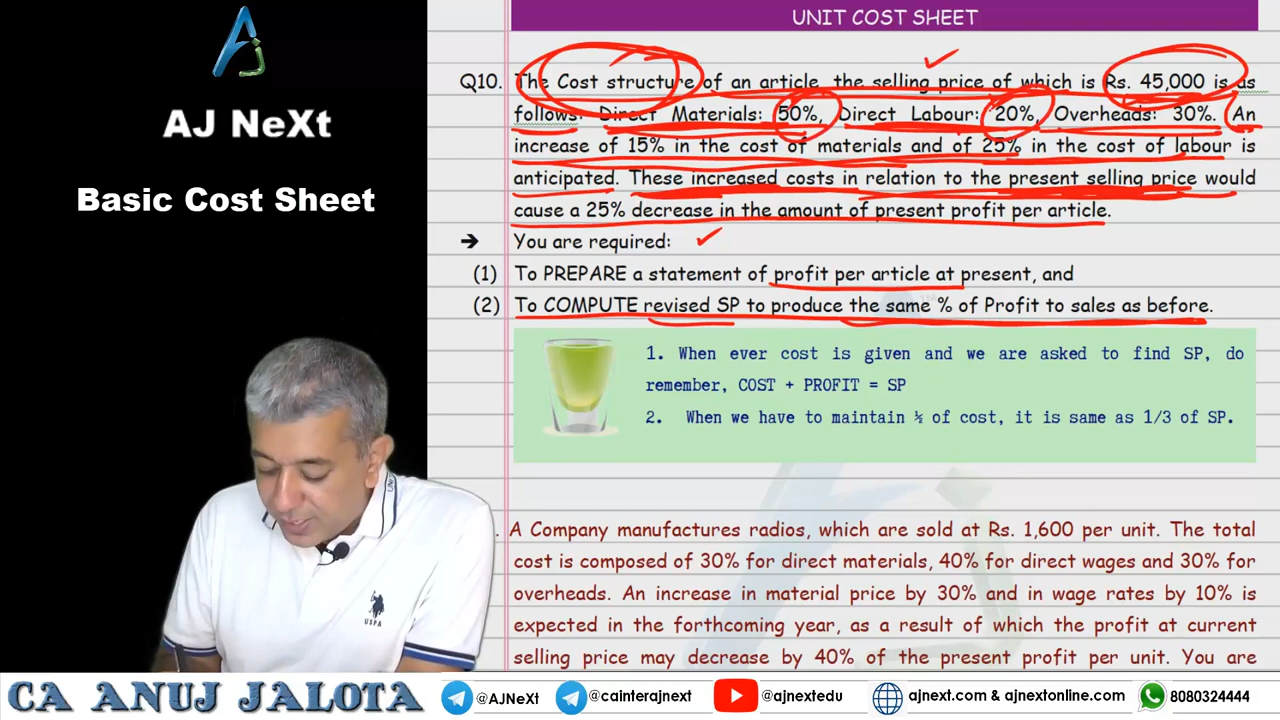 UNIT COST SHEET
AJ NeXt
Basic Cost Sheet
Q10. The Cost structure of an article, the selling price of which is Rs. 45,000 is as
follows: Direct Materials: 50%, Direct Labour: 20%, Overheads: 30%. An
increase of 15% in the cost of materials and of 25% in the cost of labour is
anticipated. These increased costs in relation to the present selling price would
cause a 25% decrease in the amount of present profit per article.
➔ You are required:
(1) To PREPARE a statement of profit per article at present, and
(2) To COMPUTE revised SP to produce the same % of Profit to sales as before.
1. When ever cost is given and we are asked to find SP, do
remember, COST + PROFIT = SP
2. When we have to maintain ½ of cost, it is same as 1/3 of SP.
. A Company manufactures radios, which are sold at Rs. 1,600 per unit. The total
cost is composed of 30% for direct materials, 40% for direct wages and 30% for
overheads. An increase in material price by 30% and in wage rates by 10% is
expected in the forthcoming year, as a result of which the profit at current
selling price may decrease by 40% of the present profit per unit. You are
USPA
CA ANUJ JALOTA @AJNeXt @cainterajnext @ajnextedu ajnext.com & ajnextonline.com 8080324444